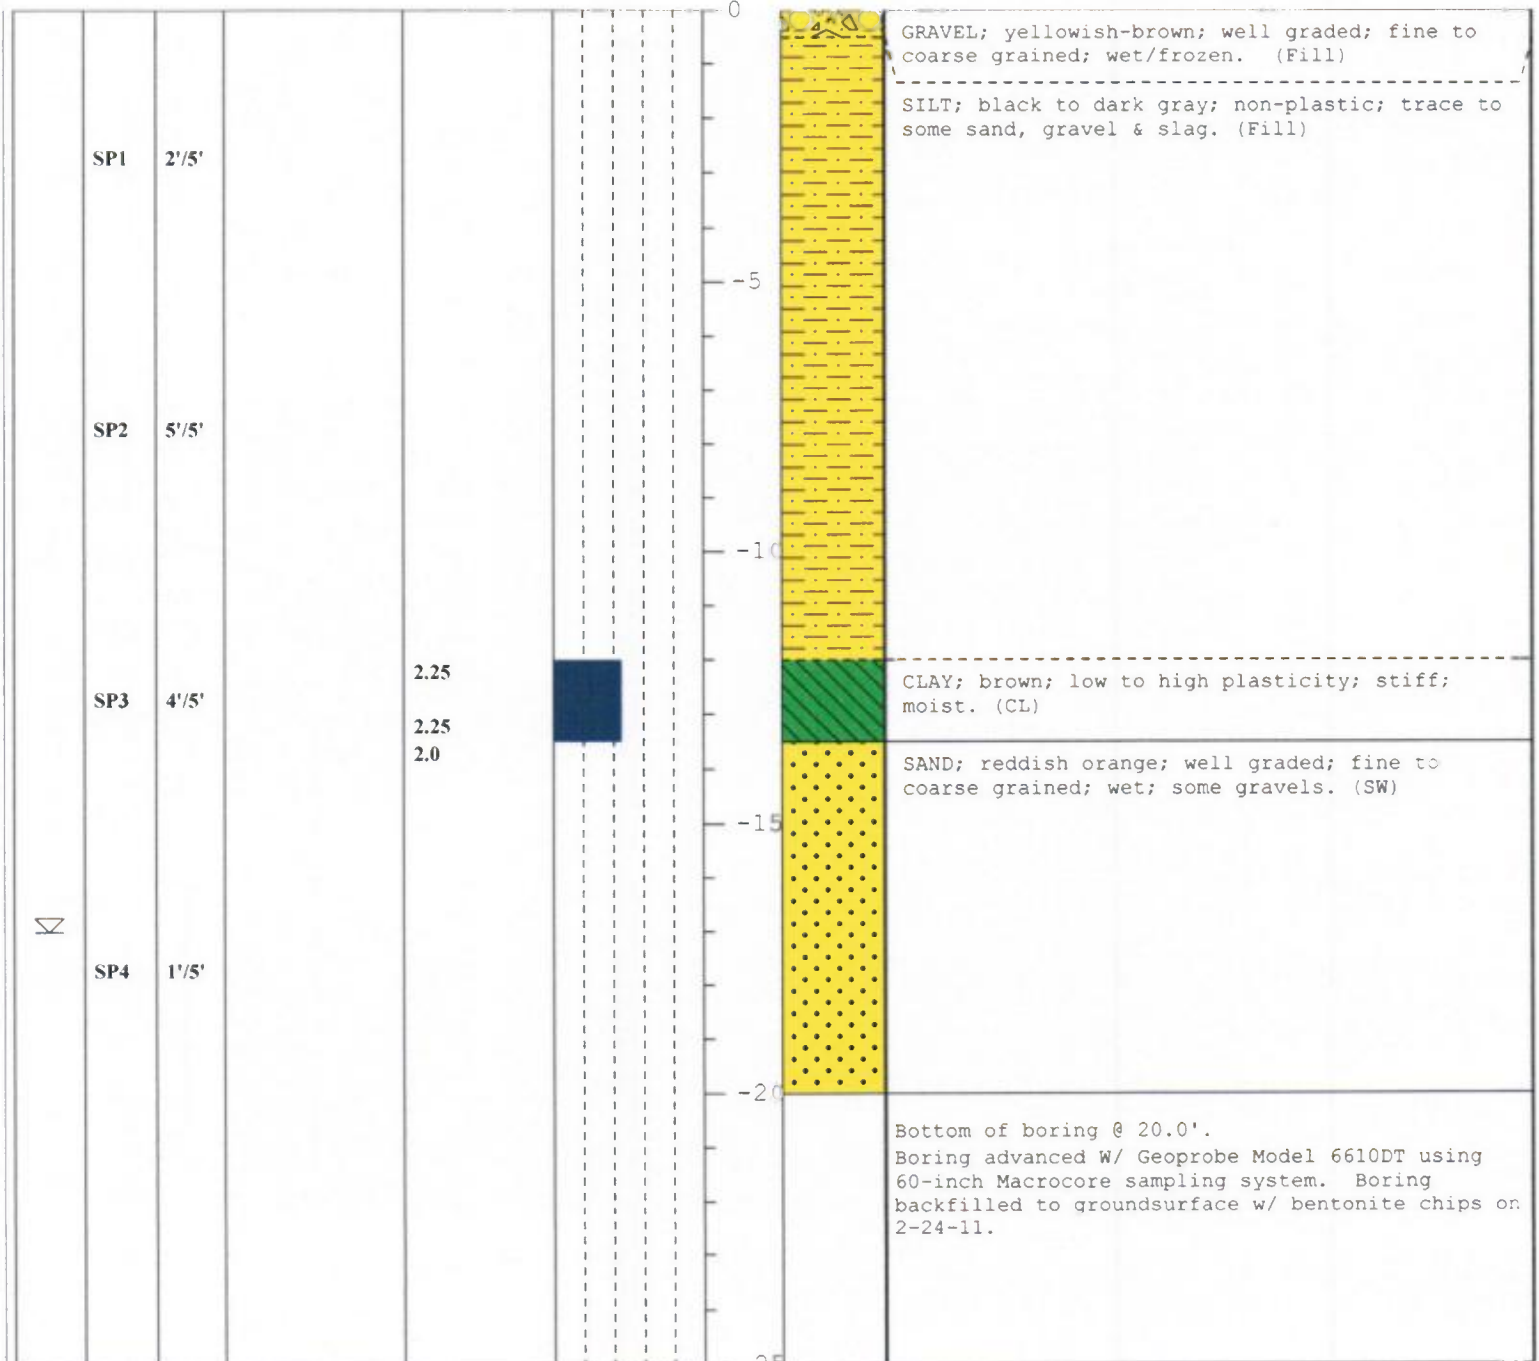 0
GRAVEL; yellowish-brown; well graded; fine to
coarse grained; wet/frozen. (Fill)
SILT; black to dark gray; non-plastic; trace to
some sand, gravel & slag. (Fill)
SP1 2'/5'
-5
SP2 5'/5'
-10
2.25
CLAY; brown; low to high plasticity; stiff;
moist. (CL)
SP3 4'/5'
2.25
2.0
SAND; reddish orange; well graded; fine to
coarse grained; wet; some gravels. (SW)
-15
SP4 1'/5'
-20
Bottom of boring @ 20.0'.
Boring advanced W/ Geoprobe Model 6610DT using
60-inch Macrocore sampling system. Boring
backfilled to groundsurface w/ bentonite chips on
2-24-11.